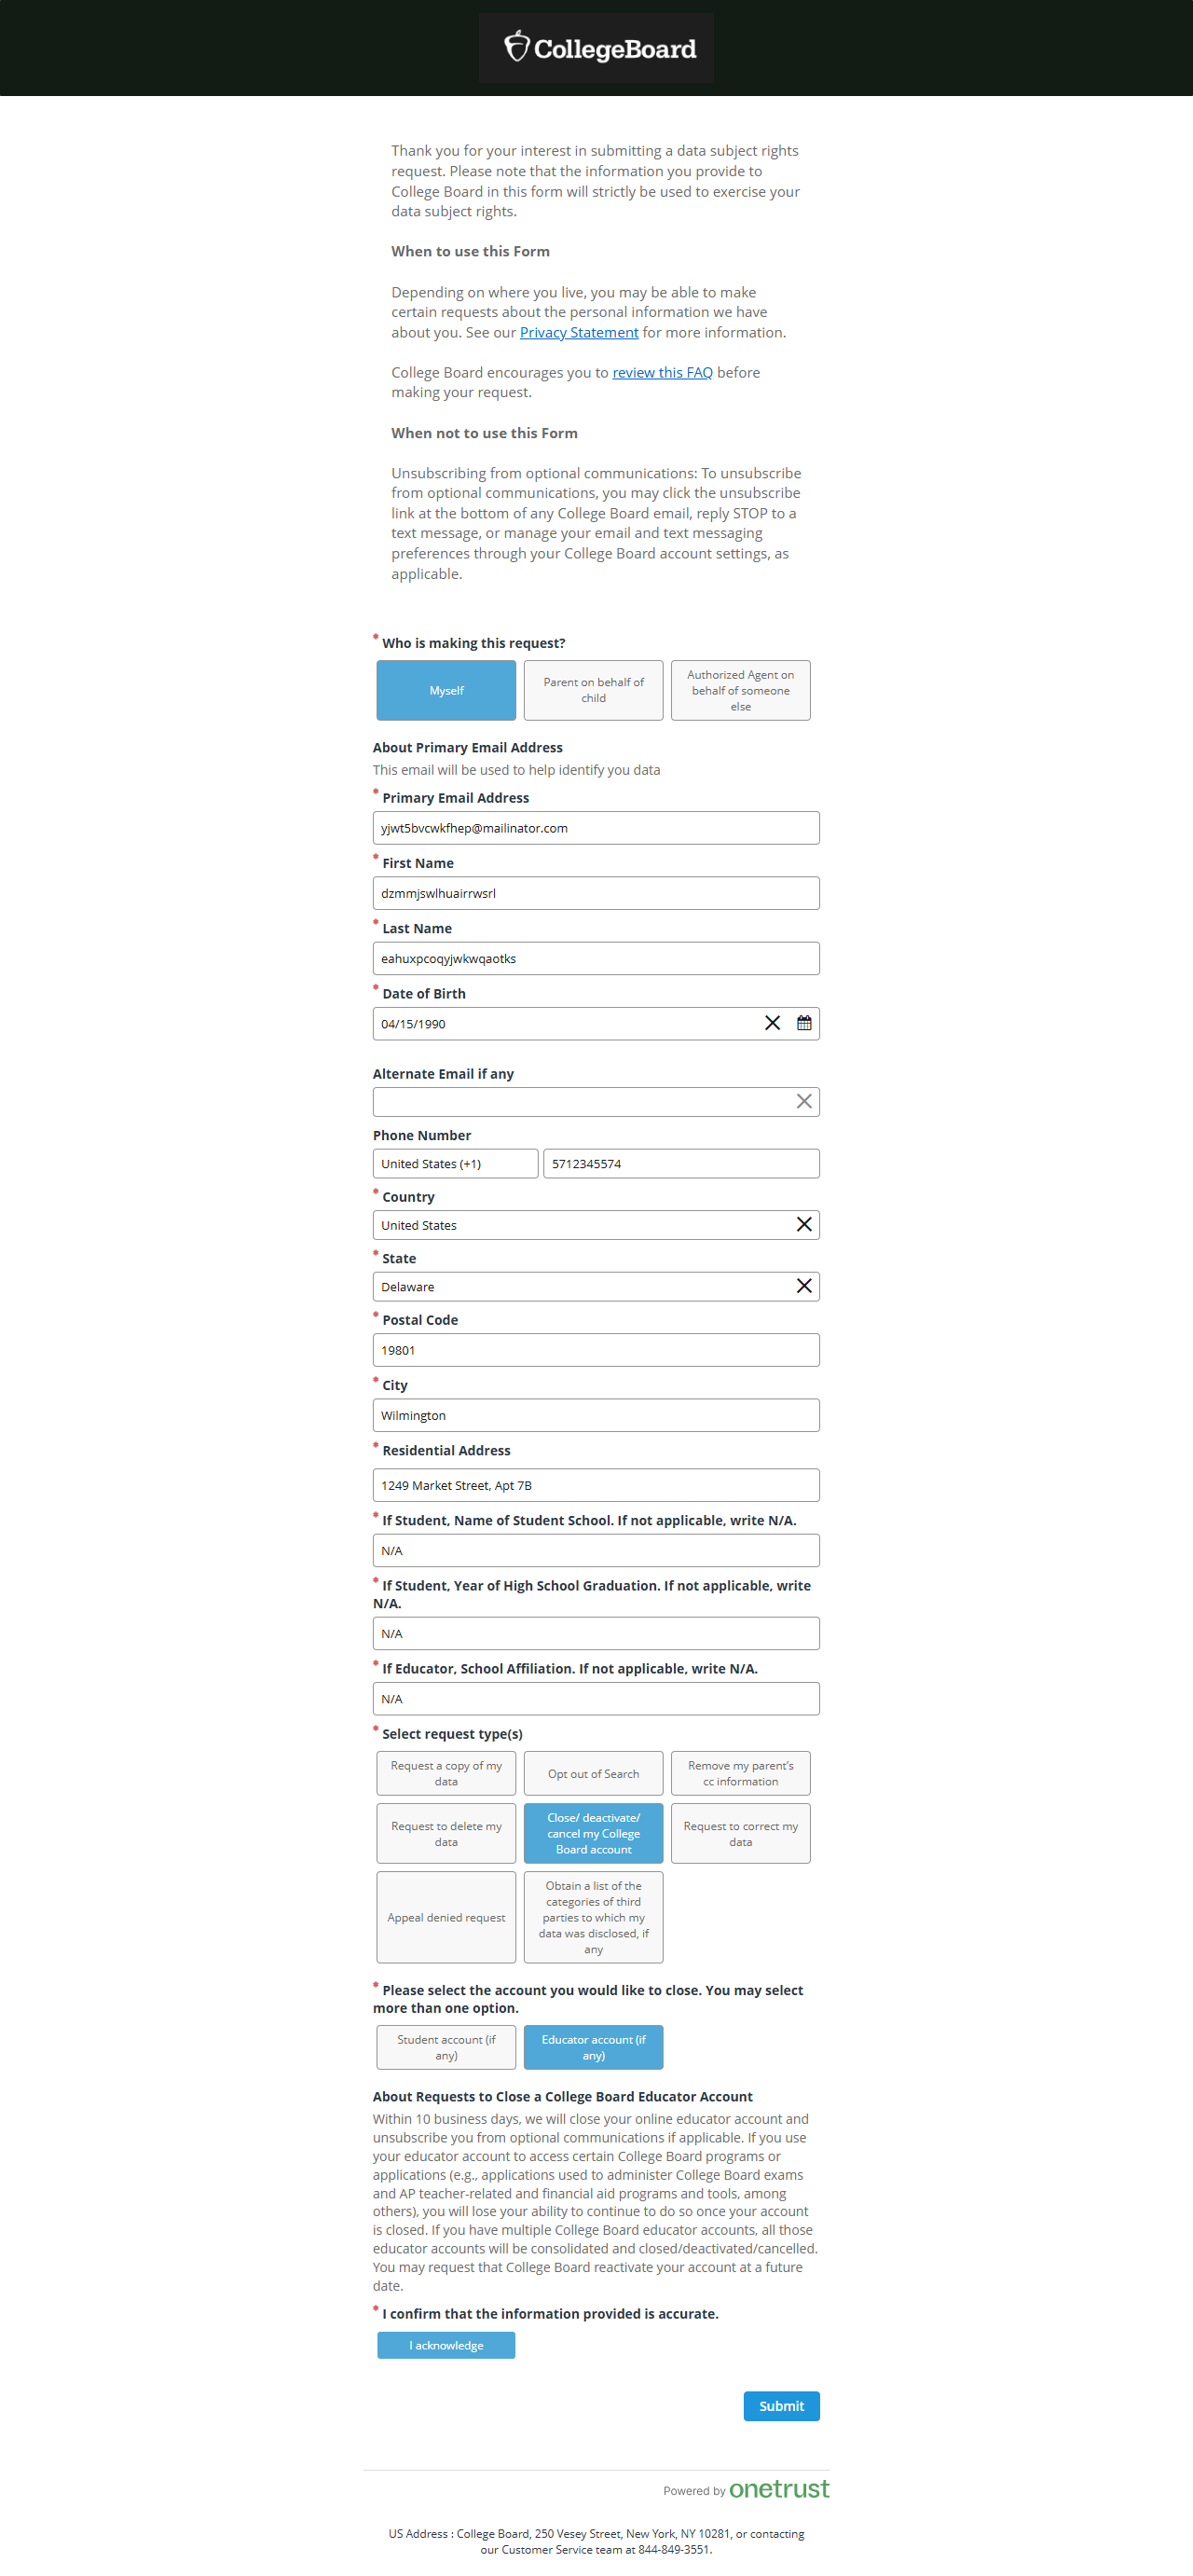 CollegeBoard
Thank you for your interest in submitting a data subject rights
request. Please note that the information you provide to
College Board in this form will strictly be used to exercise your
data subject rights.
When to use this Form
Depending on where you live, you may be able to make
certain requests about the personal information we have
about you. See our Privacy Statement for more information.
College Board encourages you to review this FAQ before
making your request.
When not to use this Form
Unsubscribing from optional communications: To unsubscribe
from optional communications, you may click the unsubscribe
link at the bottom of any College Board email, reply STOP to a
text message, or manage your email and text messaging
preferences through your College Board account settings, as
applicable.
* Who is making this request?
Myself
Parent on behalf of
child
Authorized Agent on
behalf of someone
else
About Primary Email Address
This email will be used to help identify you data
* Primary Email Address
yjwt5bvcwkfhep@mailinator.com
* First Name
dzmmjswlhuairrwsrl
* Last Name
eahuxpcoqyjwkwqaotks
* Date of Birth
04/15/1990
Alternate Email if any
Phone Number
United States (+1) 5712345574
* Country
United States
* State
Delaware
* Postal Code
19801
* City
Wilmington
* Residential Address
1249 Market Street, Apt 7B
* If Student, Name of Student School. If not applicable, write N/A.
N/A
* If Student, Year of High School Graduation. If not applicable, write
N/A.
N/A
* If Educator, School Affiliation. If not applicable, write N/A.
N/A
* Select request type(s)
Request a copy of my
data
Opt out of Search
Remove my parent's
cc information
Request to delete my
data
Close/ deactivate/
cancel my College
Board account
Request to correct my
data
Appeal denied request
Obtain a list of the
categories of third
parties to which my
data was disclosed, if
any
* Please select the account you would like to close. You may select
more than one option.
Student account (if
any)
Educator account (if
any)
About Requests to Close a College Board Educator Account
Within 10 business days, we will close your online educator account and
unsubscribe you from optional communications if applicable. If you use
your educator account to access certain College Board programs or
applications (e.g., applications used to administer College Board exams
and AP teacher-related and financial aid programs and tools, among
others), you will lose your ability to continue to do so once your account
is closed. If you have multiple College Board educator accounts, all those
educator accounts will be consolidated and closed/deactivated/cancelled.
You may request that College Board reactivate your account at a future
date.
* I confirm that the information provided is accurate.
I acknowledge
Submit
Powered by onetrust
US Address : College Board, 250 Vesey Street, New York, NY 10281, or contacting
our Customer Service team at 844-849-3551.